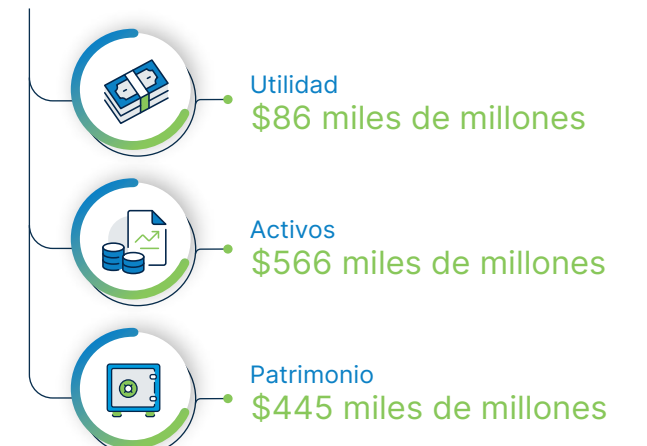 Utilidad
$86 miles de millones
Activos
$566 miles de millones
Patrimonio
$445 miles de millones